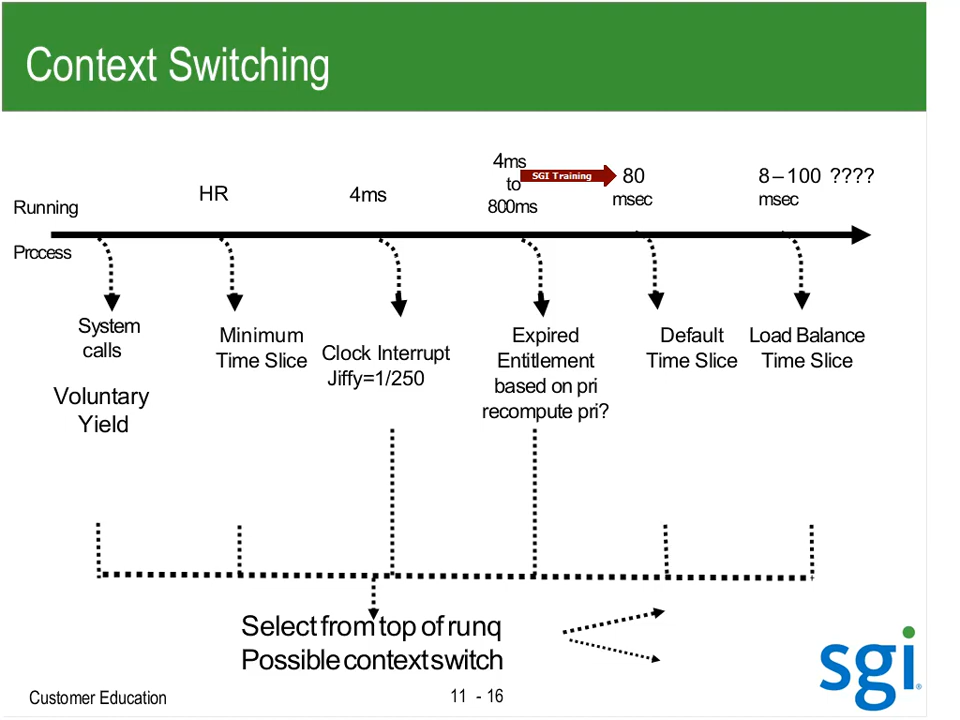 Context Switching
4ms
to
800ms
SGI Training
80
msec
8 – 100 ????
msec
HR
4ms
Running
Prccess
System
calls
Voluntary
Yield
Minimum
Time Slice
Clock Interrupt
Jiffy=1/250
Expired
Entitlement
based on pri
recompute pri?
Default
Time Slice
Load Balance
Time Slice
Select from top of runq
Possible context switch
sgi®
Customer Education
11 - 16